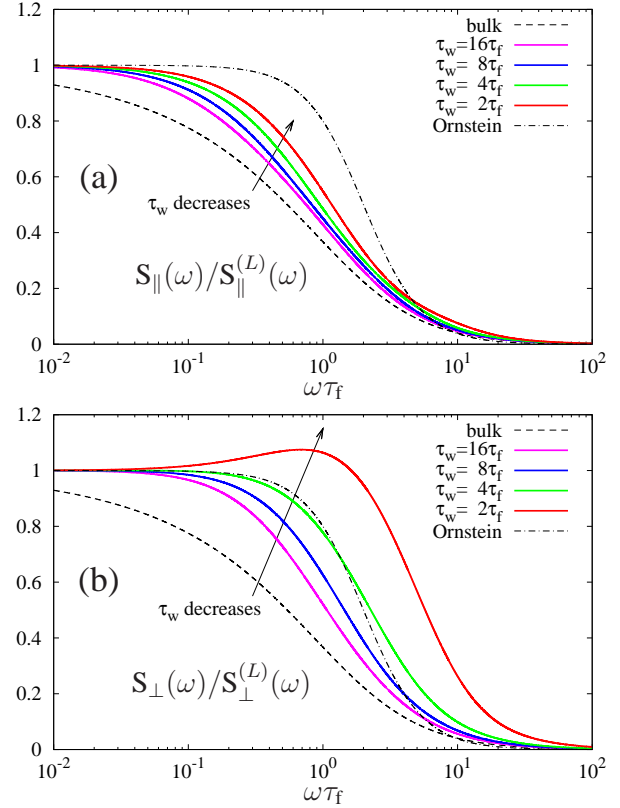 1.2
1
0.8
0.6
0.4
0.2
0
bulk
τw=16τf
τw= 8τf
τw= 4τf
τw= 2τf
Ornstein
(a)
τw decreases
S∥(ω)/S∥(L)(ω)
10-2 10-1 100 101 102
ωτf
1.2
1
0.8
0.6
0.4
0.2
0
bulk
τw=16τf
τw= 8τf
τw= 4τf
τw= 2τf
Ornstein
(b)
τw decreases
S⊥(ω)/S⊥(L)(ω)
10-2 10-1 100 101 102
ωτf